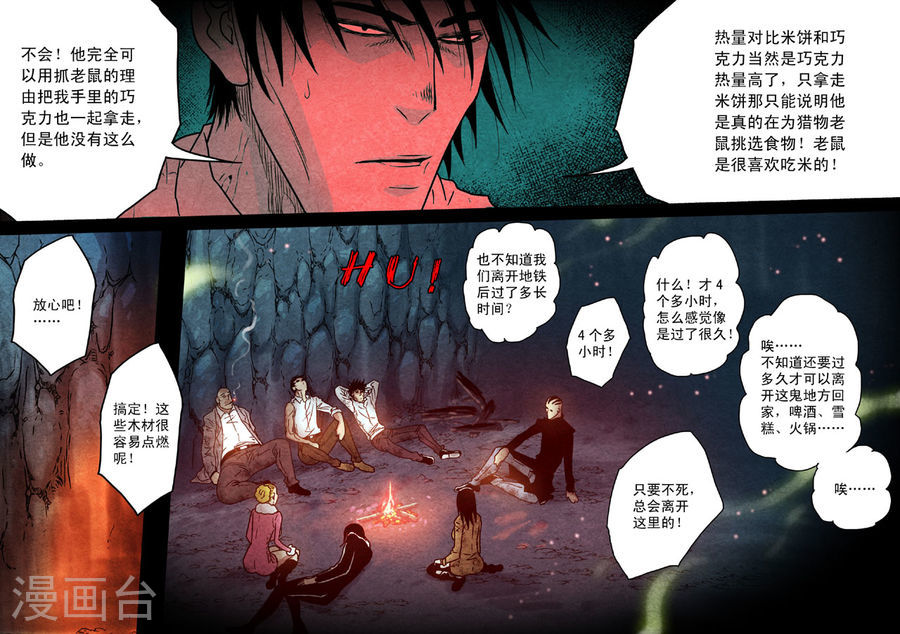 不会！他完全可
以用抓老鼠的理
由把我手里的巧
克力也一起拿走，
但是他没有这么
做。
热量对比米饼和巧
克力当然是巧克力
热量高了，只拿走
米饼那只能说明他
是真的在为猎物老
鼠挑选食物！老鼠
是很喜欢吃米的！
放心吧！
……
搞定！这
些木材很
容易点燃
呢！
HU!
也不知道我
们离开地铁
后过了多长
时间？
4个多
小时！
什么！才4
个多小时，
怎么感觉像
是过了很久！
唉……
不知道还要过
多久才可以离
开这鬼地方回
家，啤酒、雪
糕、火锅……
只要不死，
总会离开
这里的！
唉……
漫画台